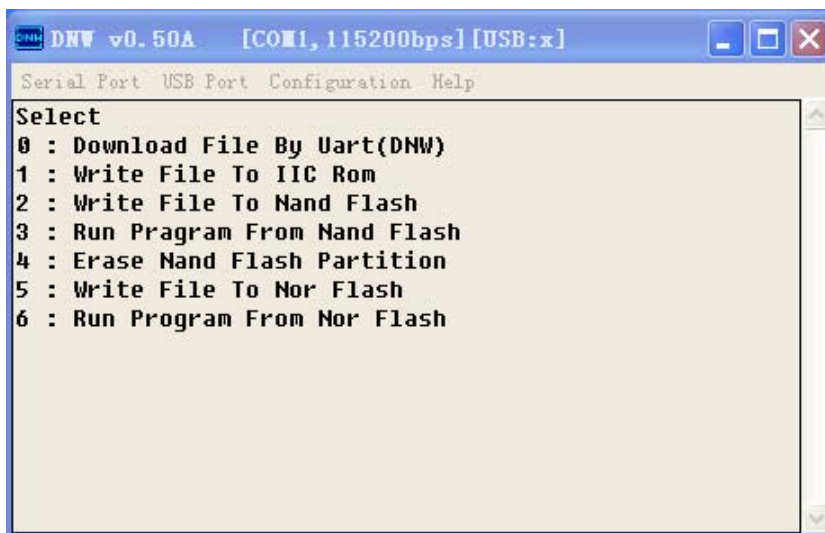 DNW
DNW v0.50A [COM1,115200bps][USB:x]
Serial Port USB Port Configuration Help
Select
0 : Download File By Uart(DNW)
1 : Write File To IIC Rom
2 : Write File To Nand Flash
3 : Run Pragram From Nand Flash
4 : Erase Nand Flash Partition
5 : Write File To Nor Flash
6 : Run Program From Nor Flash